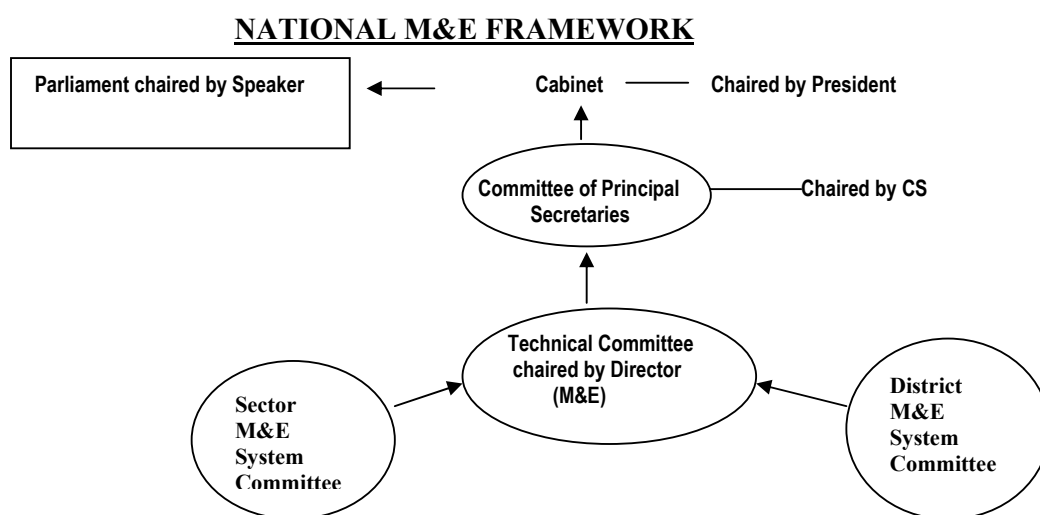 NATIONAL M&E FRAMEWORK
Parliament chaired by Speaker
Cabinet
Chaired by President
Committee of Principal
Secretaries
Chaired by CS
Technical Committee
chaired by Director
(M&E)
Sector
M&E
System
Committee
District
M&E
System
Committee